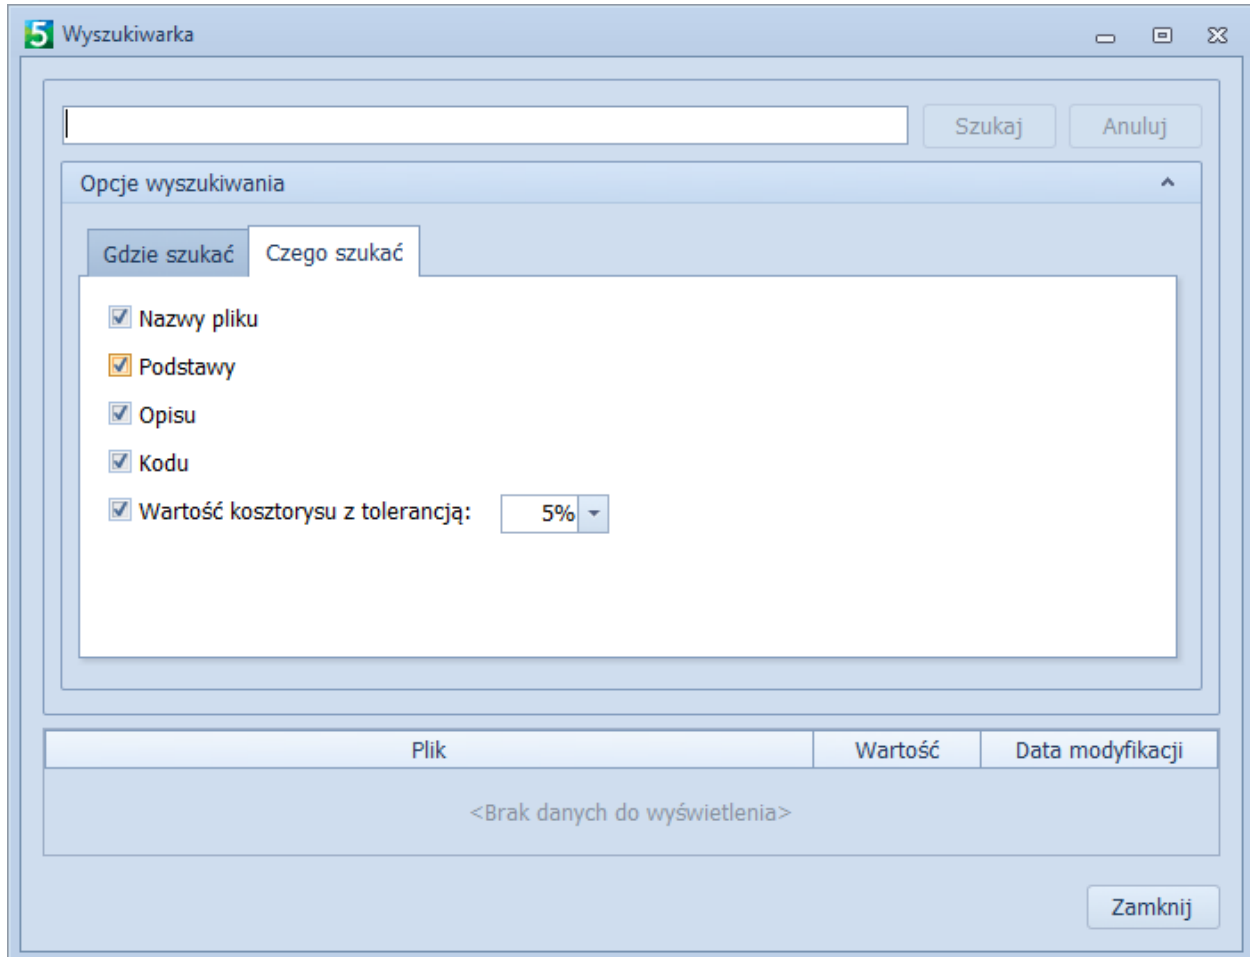 5 Wyszukiwarka
Szukaj Anuluj
Opcje wyszukiwania
Gdzie szukać Czego szukać
Nazwy pliku
Podstawy
Opisu
Kodu
Wartość kosztorysu z tolerancją: 5%
Plik Wartość Data modyfikacji
<Brak danych do wyświetlenia>
Zamknij